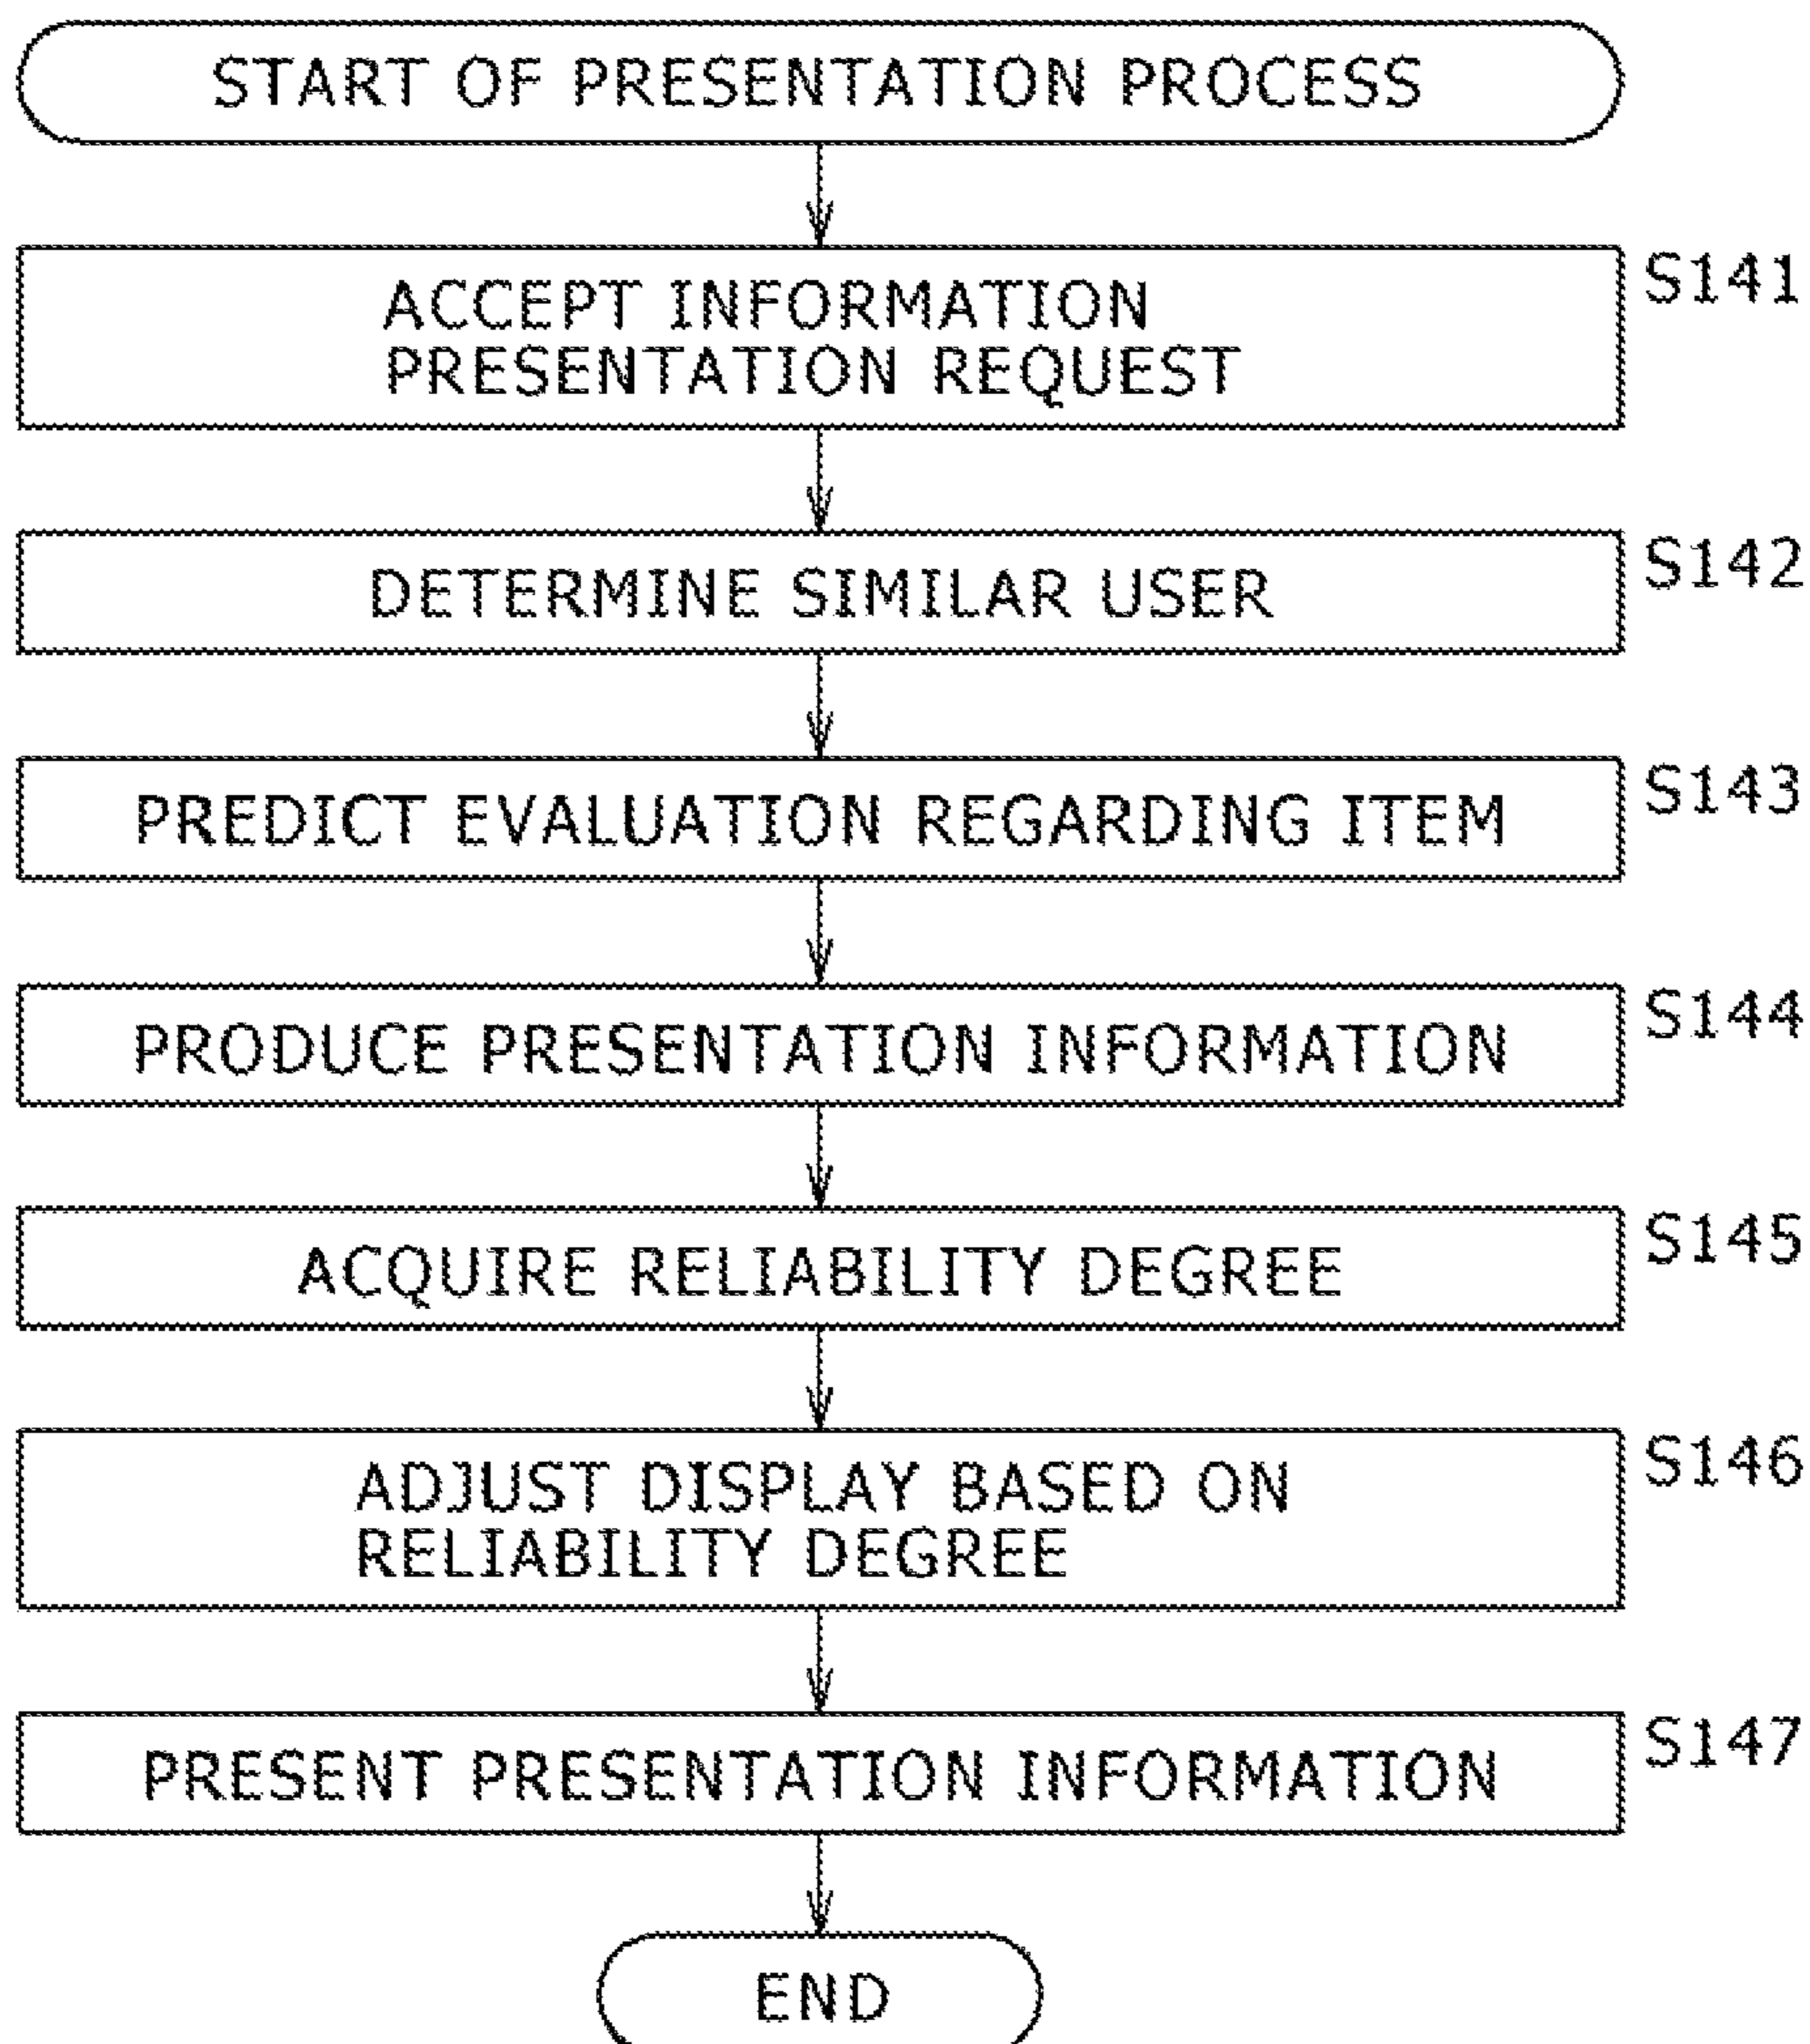 START OF PRESENTATION PROCESS
ACCEPT INFORMATION
PRESENTATION REQUEST
S141
DETERMINE SIMILAR USER
S142
PREDICT EVALUATION REGARDING ITEM
S143
PRODUCE PRESENTATION INFORMATION
S144
ACQUIRE RELIABILITY DEGREE
S145
ADJUST DISPLAY BASED ON
RELIABILITY DEGREE
S146
PRESENT PRESENTATION INFORMATION
S147
END